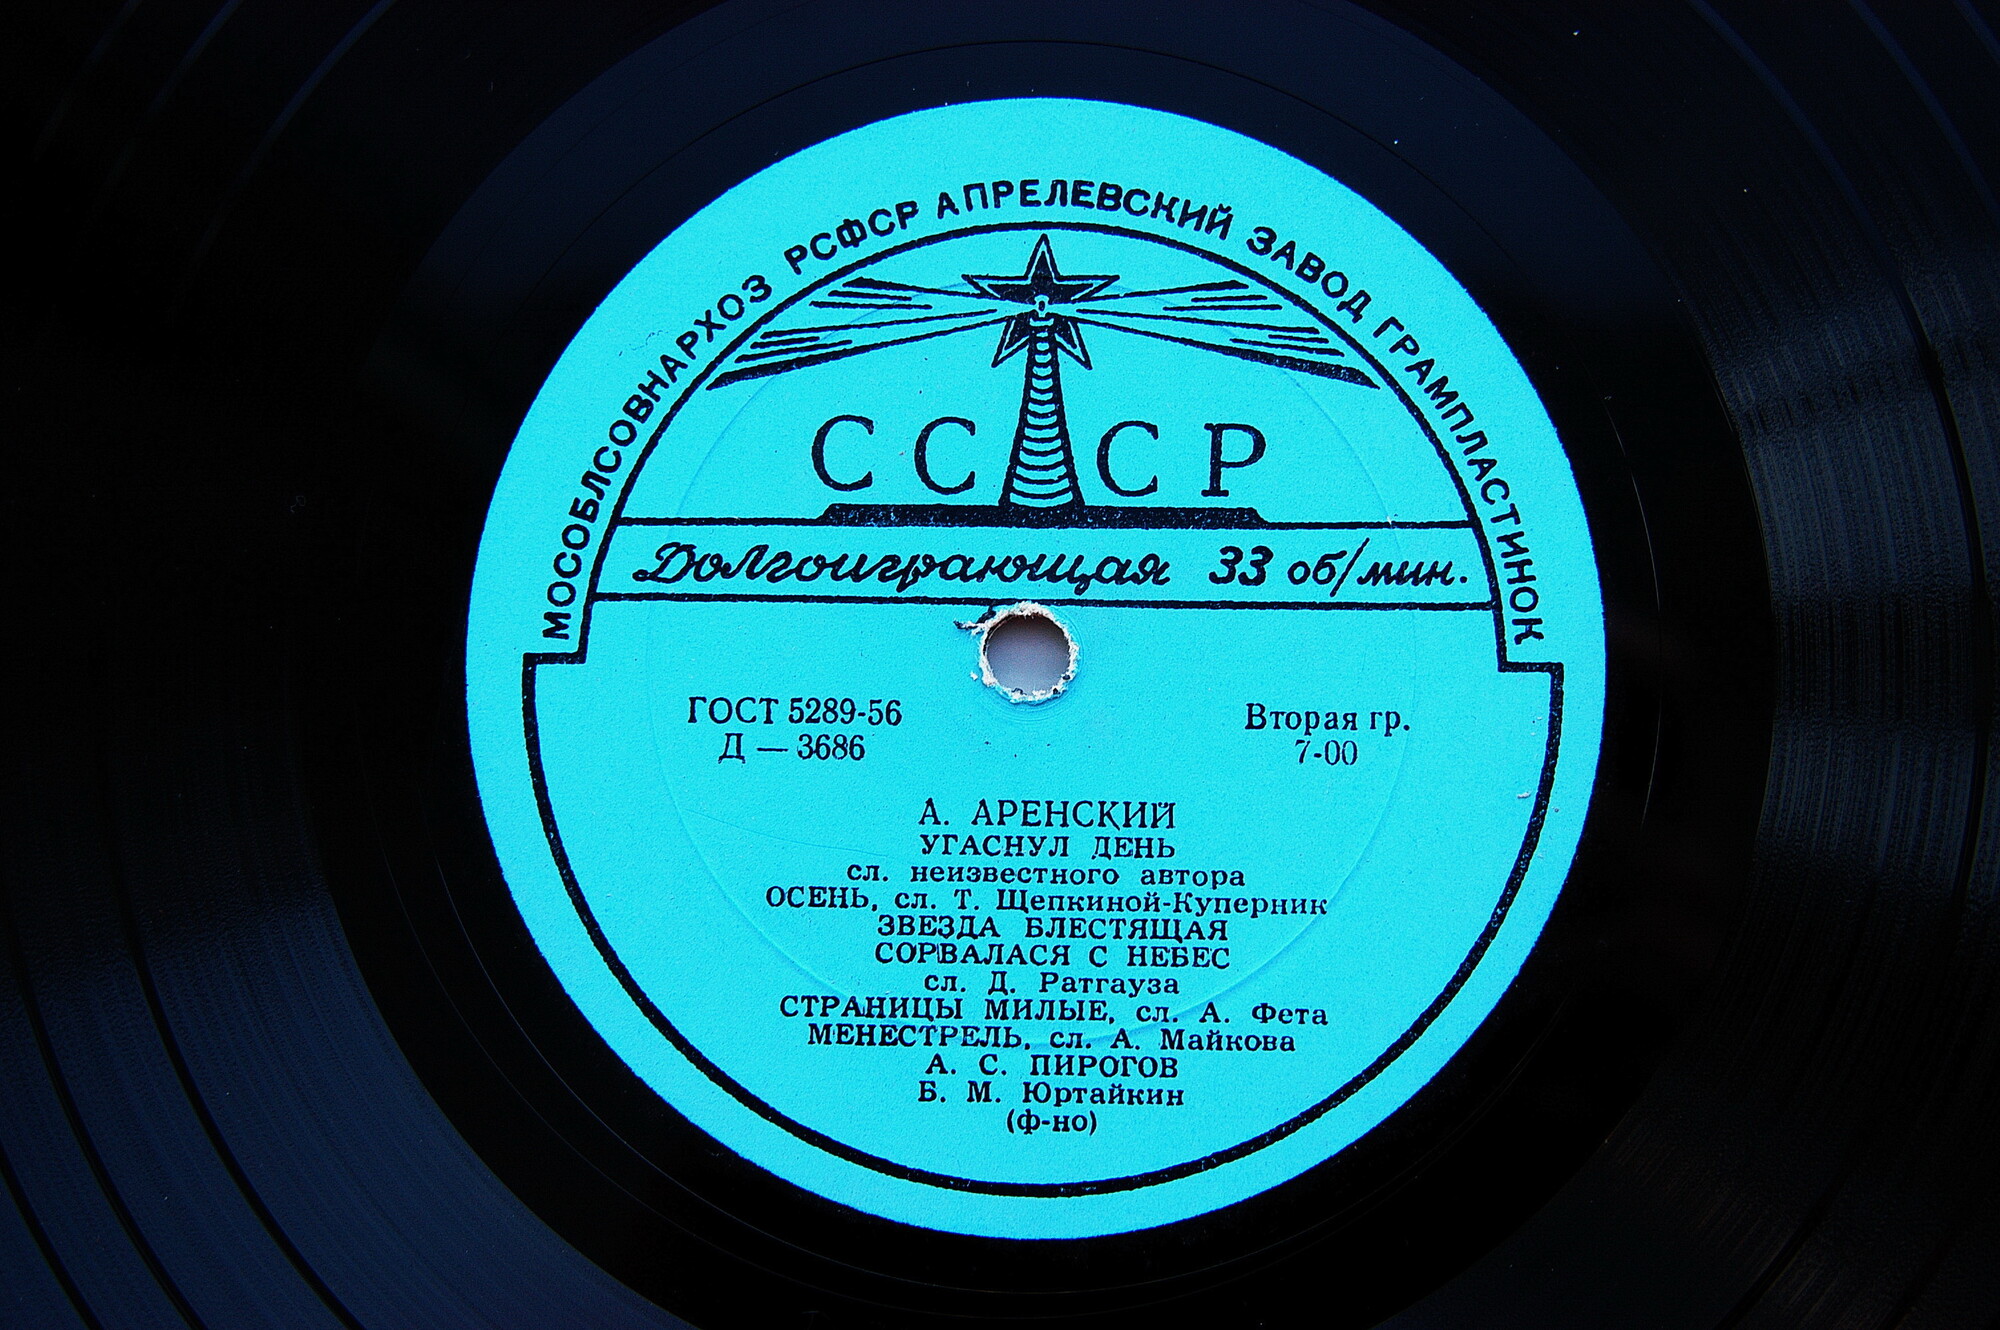 МОСОБЛСОВНАРХОЗ РСФСР АПРЕЛЕВСКИЙ ЗАВОД ГРАМПЛАСТИНОК
СССР
Долгоиграющая 33 об/мин.
ГОСТ 5289-56
Д — 3686
Вторая гр.
7-00
А. АРЕНСКИЙ
УГАСНУЛ ДЕНЬ
сл. неизвестного автора
ОСЕНЬ, сл. Т. Щепкиной-Куперник
ЗВЕЗДА БЛЕСТЯЩАЯ
СОРВАЛАСЯ С НЕБЕС
сл. Д. Ратгауза
СТРАНИЦЫ МИЛЫЕ, сл. А. Фета
МЕНЕСТРЕЛЬ, сл. А. Майкова
А. С. ПИРОГОВ
Б. М. Юртайкин
(ф-но)